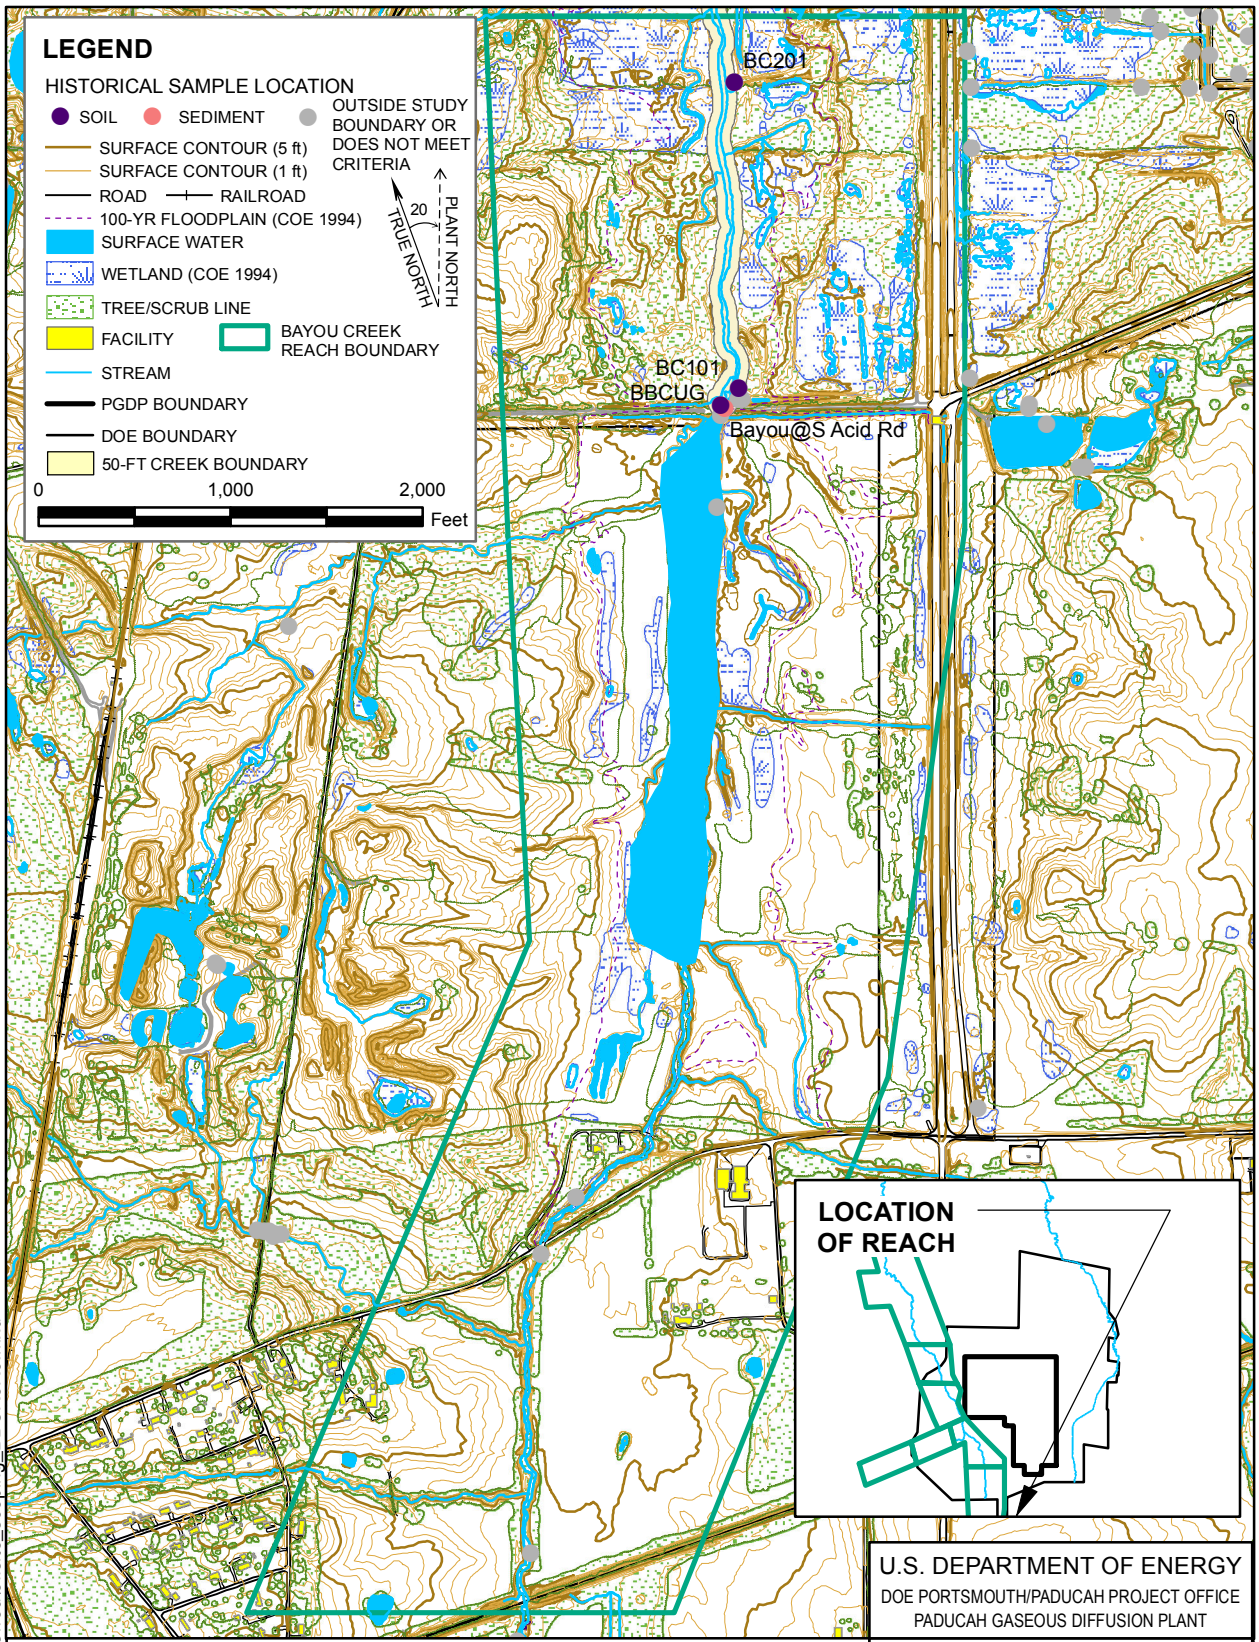 LEGEND
HISTORICAL SAMPLE LOCATION
SOIL
SEDIMENT
OUTSIDE STUDY
BOUNDARY OR
DOES NOT MEET
CRITERIA
SURFACE CONTOUR (5 ft)
SURFACE CONTOUR (1 ft)
ROAD
RAILROAD
100-YR FLOODPLAIN (COE 1994)
SURFACE WATER
WETLAND (COE 1994)
TREE/SCRUB LINE
FACILITY
BAYOU CREEK
REACH BOUNDARY
STREAM
PGDP BOUNDARY
DOE BOUNDARY
50-FT CREEK BOUNDARY
20
TRUE NORTH
PLANT NORTH
0
1,000
2,000
Feet
BC201
BC101
BBCUG
Bayou@S Acid Rd
LOCATION
OF REACH
U.S. DEPARTMENT OF ENERGY
DOE PORTSMOUTH/PADUCAH PROJECT OFFICE
PADUCAH GASEOUS DIFFUSION PLANT